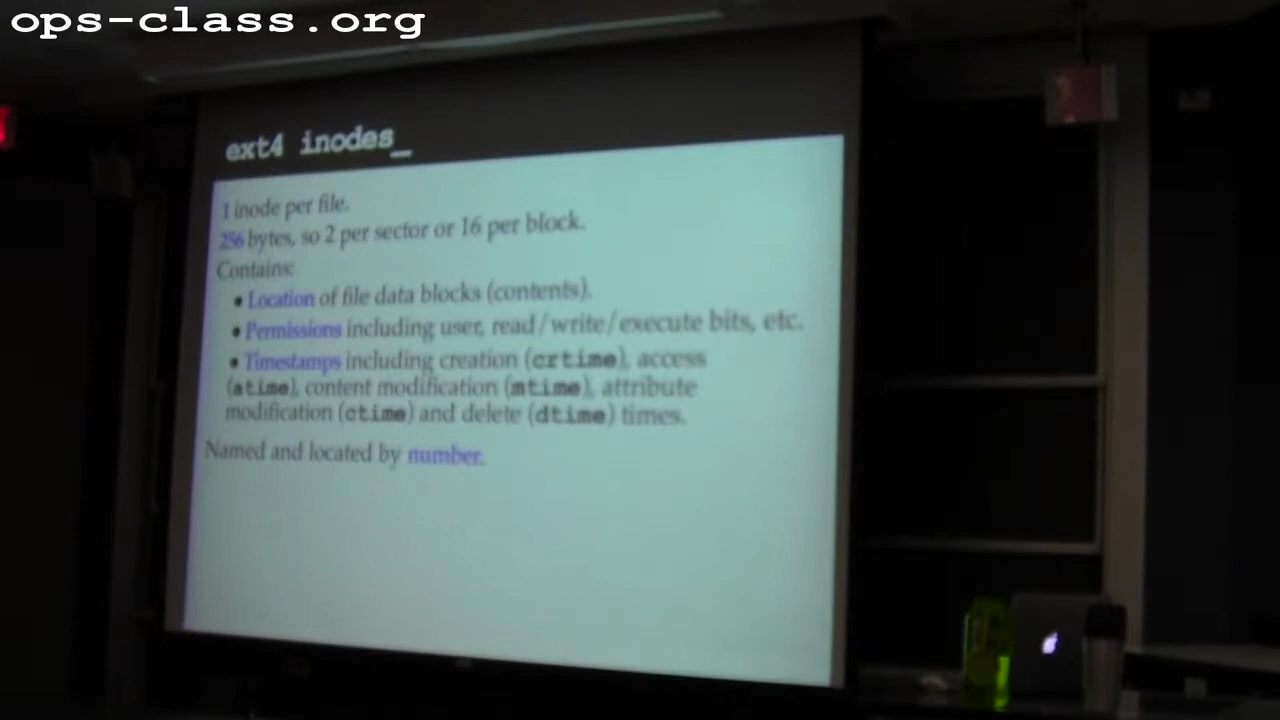 ops-class.org
ext4 inodes_
1 inode per file.
256 bytes, so 2 per sector or 16 per block.
Contains:
• Location of file data blocks (contents).
• Permissions including user, read/write/execute bits, etc.
• Timestamps including creation (crtime), access
(atime), content modification (mtime), attribute
modification (ctime) and delete (dtime) times.
Named and located by number.